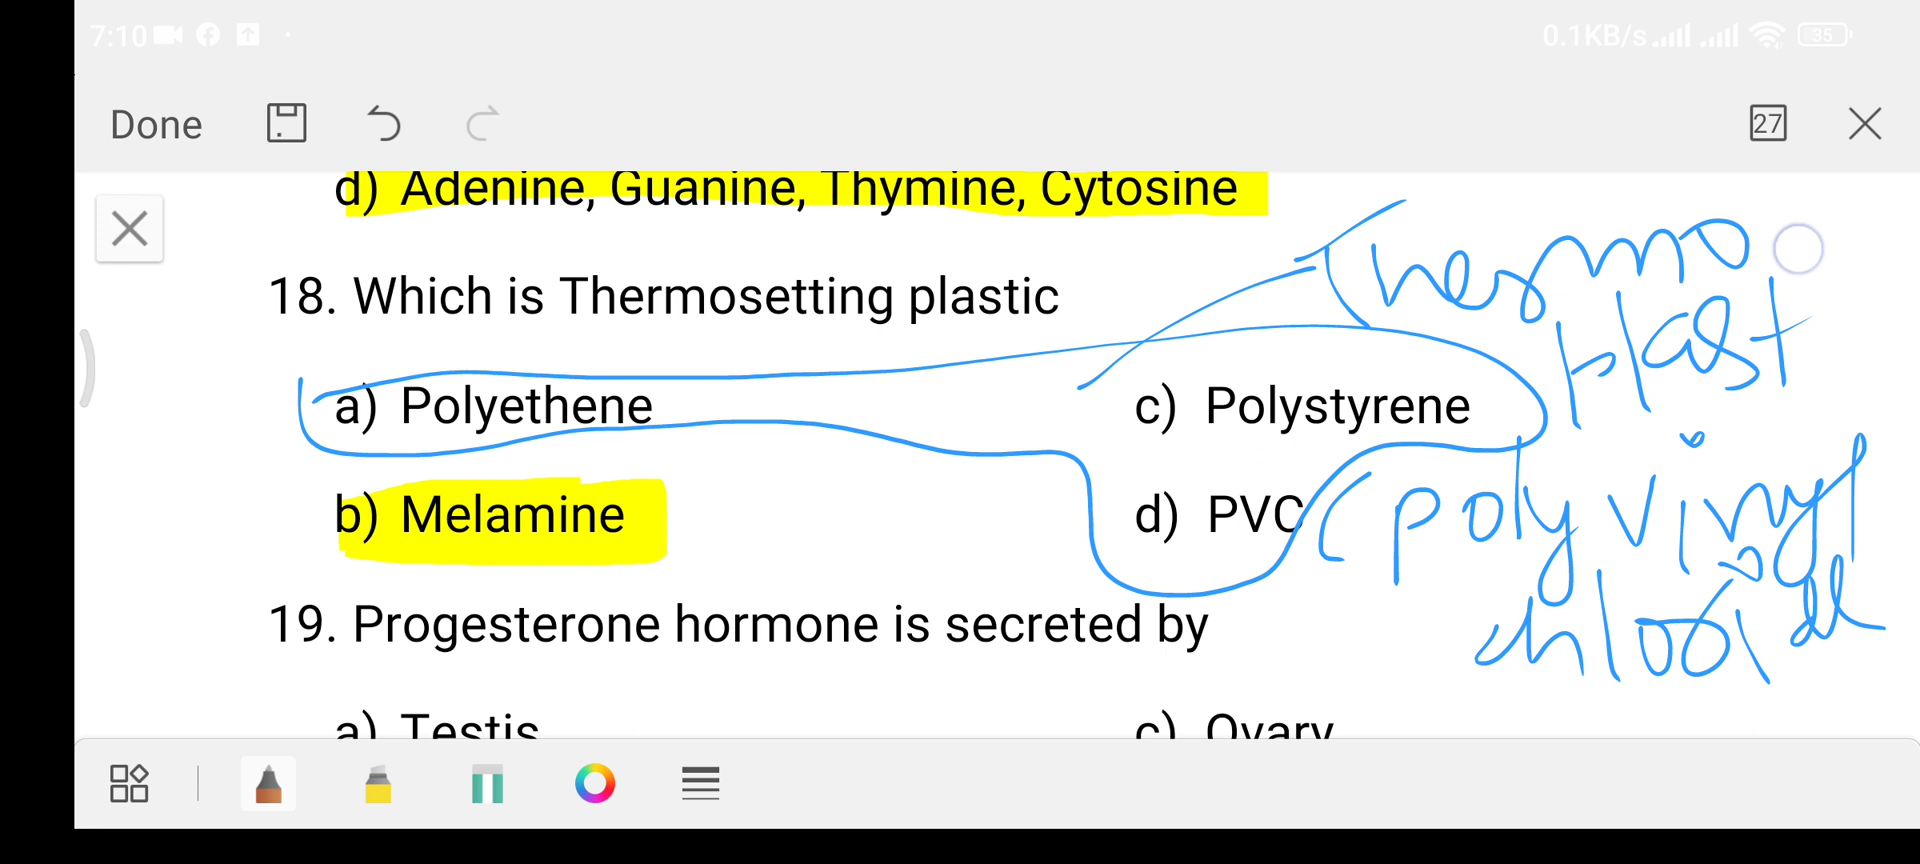 7:10
0.1KB/s
35
Done
27
d) Adenine, Guanine, Thymine, Cytosine
Thermo
plast
18. Which is Thermosetting plastic
a) Polyethene
c) Polystyrene
b) Melamine
d) PVC
(poly vinyl
chloride
19. Progesterone hormone is secreted by
a) Testis
c) Ovary